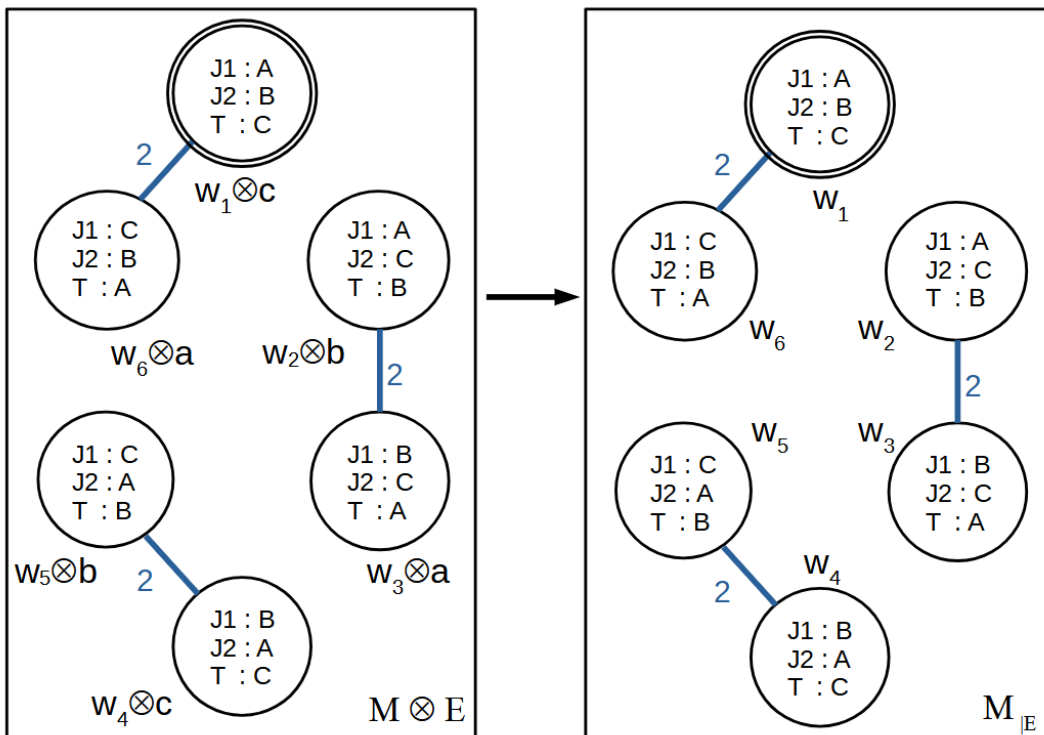 J1 : A
J2 : B
T : C
2
w₁⊗c
J1 : C
J2 : B
T : A
w₆⊗a
J1 : A
J2 : C
T : B
w₂⊗b
2
J1 : C
J2 : A
T : B
w₅⊗b
J1 : B
J2 : C
T : A
w₃⊗a
2
J1 : B
J2 : A
T : C
w₄⊗c
M ⊗ E
J1 : A
J2 : B
T : C
2
w₁
J1 : C
J2 : B
T : A
w₆
J1 : A
J2 : C
T : B
w₂
2
w₅
J1 : C
J2 : A
T : B
w₃
J1 : B
J2 : C
T : A
2
w₄
J1 : B
J2 : A
T : C
M |E